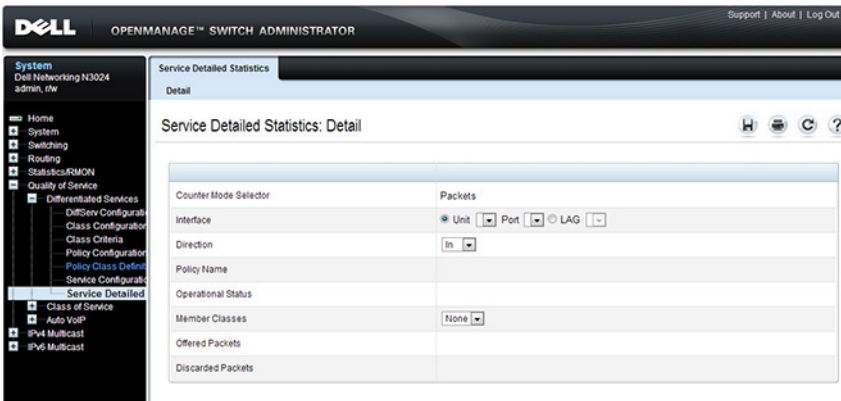 Support | About | Log Out
DELL
OPENMANAGE™ SWITCH ADMINISTRATOR
System
Dell Networking N3024
admin, r/w
Home
System
Switching
Routing
Statistics/RMON
Quality of Service
Differentiated Services
DiffServ Configurati
Class Configuration
Class Criteria
Policy Configuration
Policy Class Definit
Service Configuratio
Service Detailed
Class of Service
Auto VoIP
IPv4 Multicast
IPv6 Multicast
Service Detailed Statistics
Detail
Service Detailed Statistics: Detail
H C ?
Counter Mode Selector Packets
Interface Unit Port LAG
Direction In
Policy Name
Operational Status
Member Classes None
Offered Packets
Discarded Packets